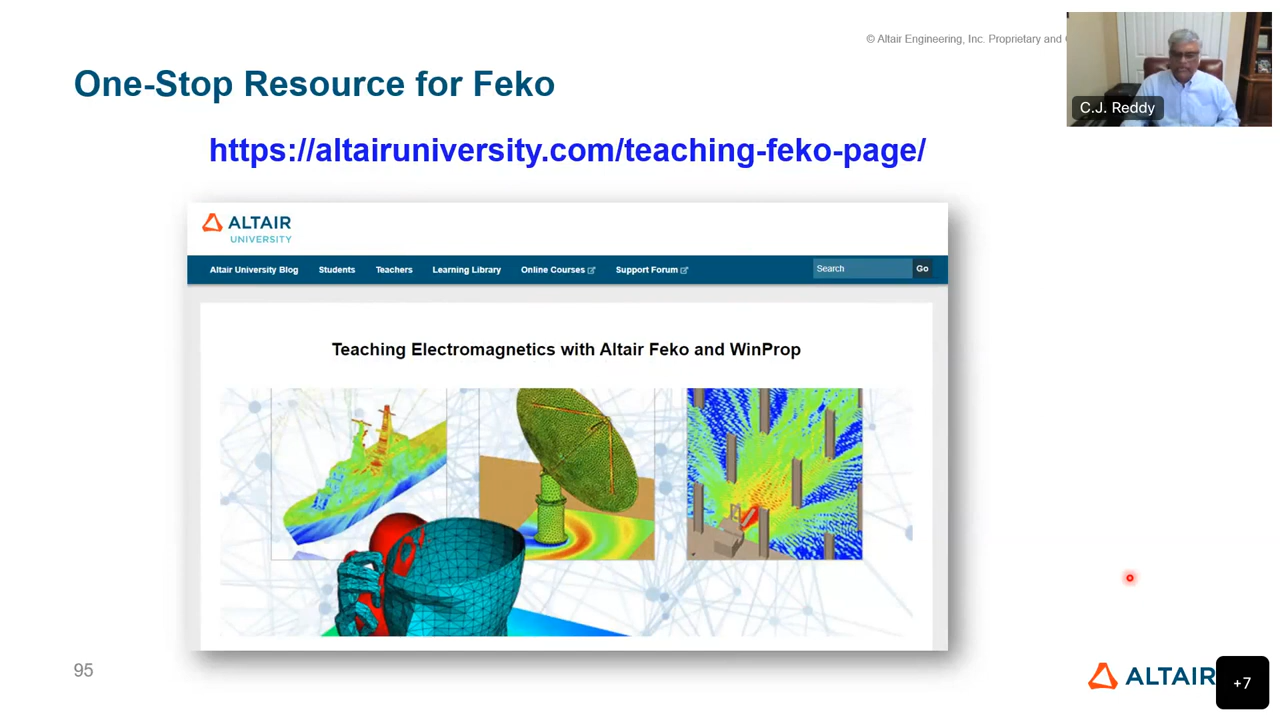 © Altair Engineering, Inc. Proprietary and
C.J. Reddy
One-Stop Resource for Feko
https://altairuniversity.com/teaching-feko-page/
ALTAIR
UNIVERSITY
Altair University Blog Students Teachers Learning Library Online Courses Support Forum Search Go
Teaching Electromagnetics with Altair Feko and WinProp
95
ALTAIR
+7